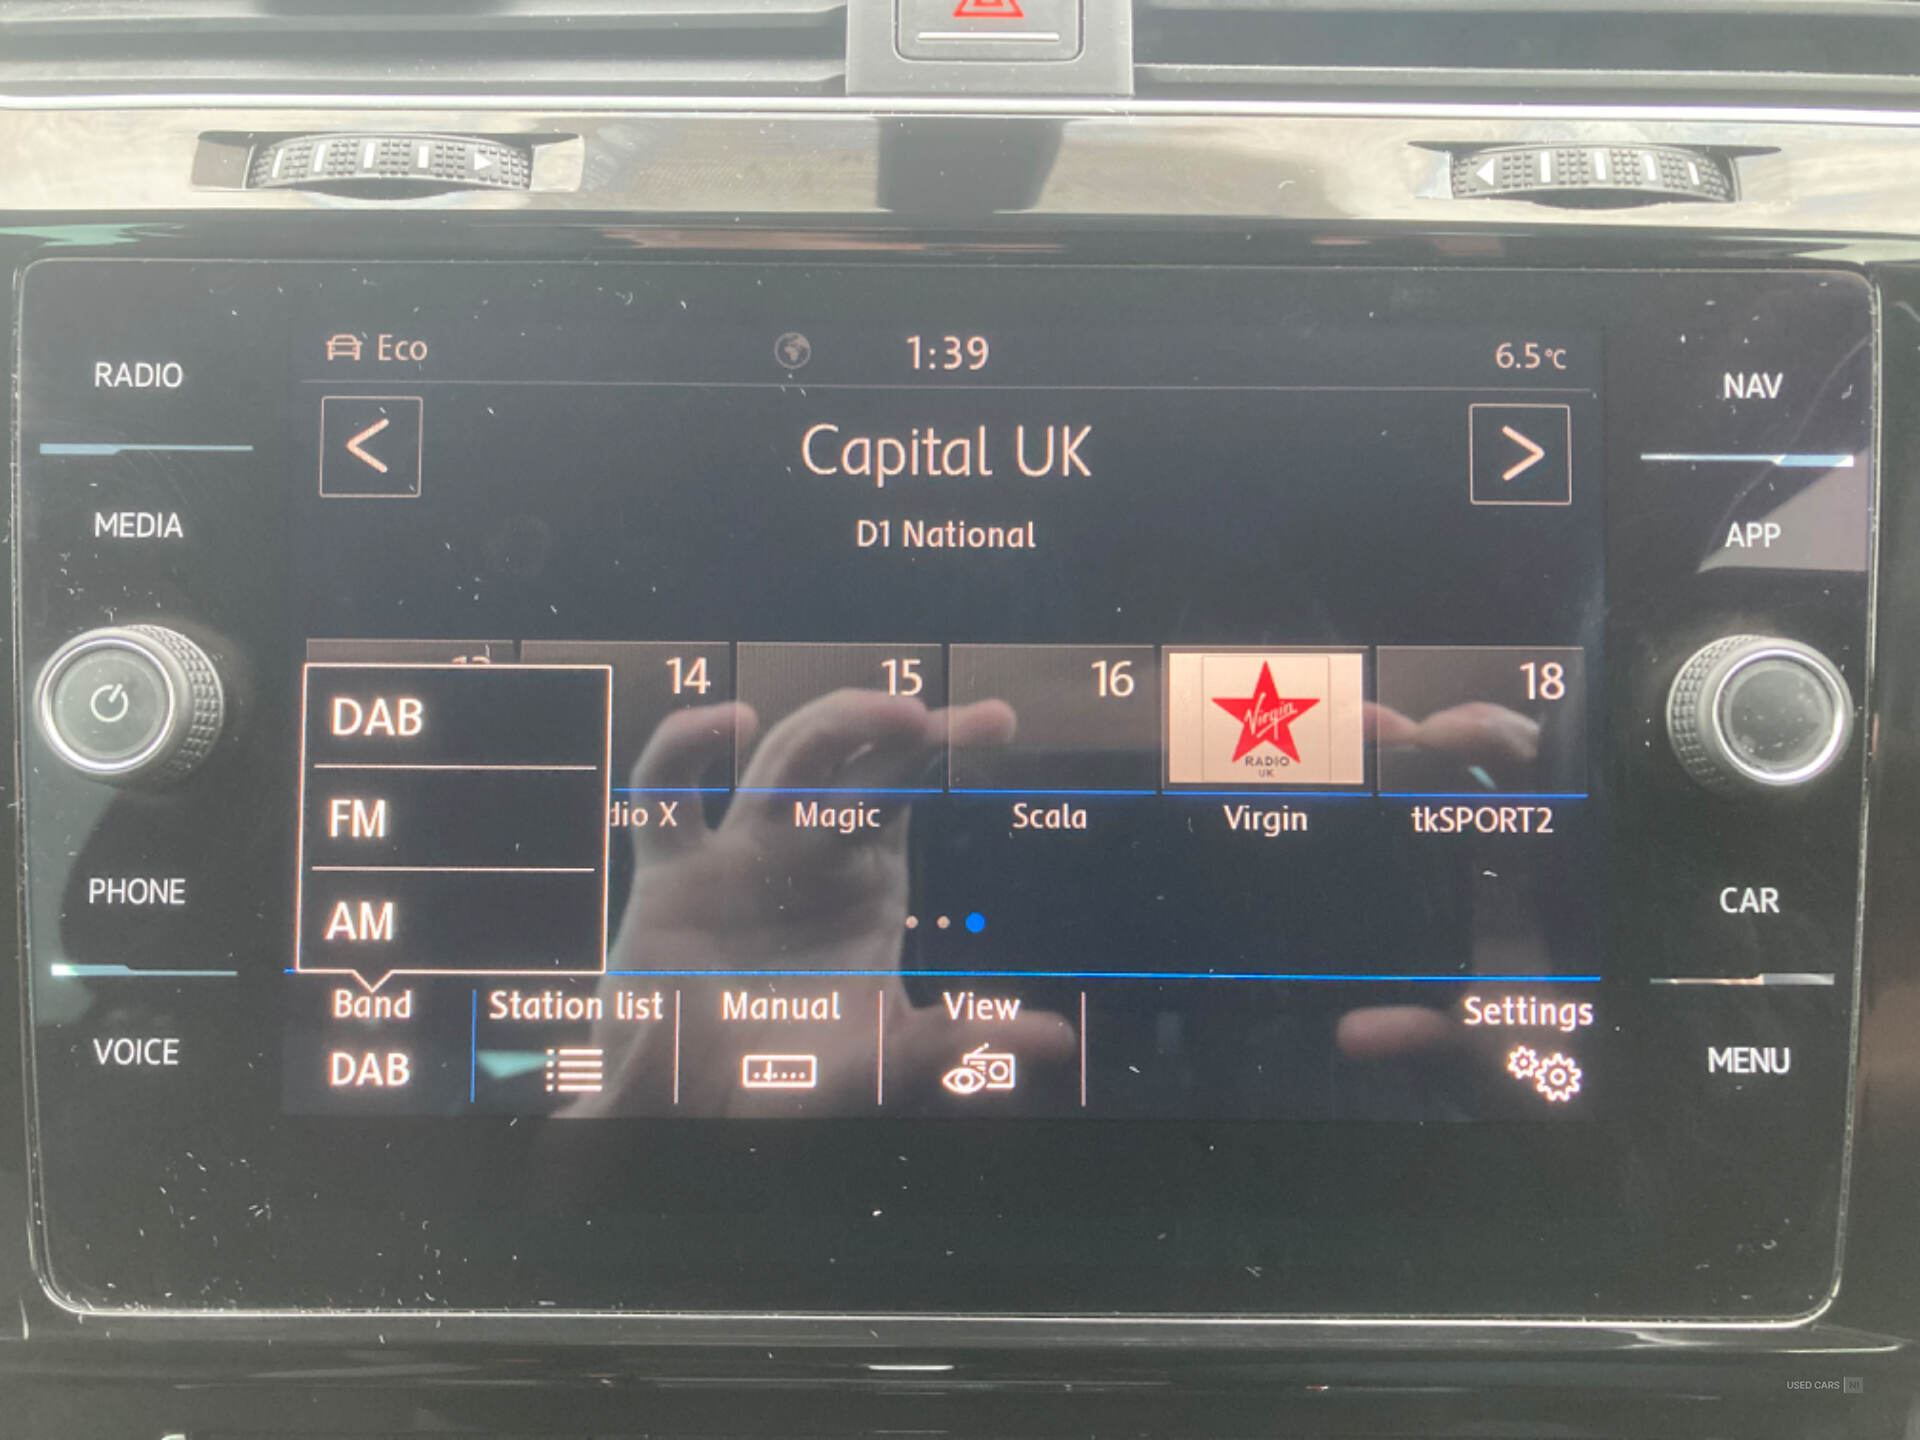 Eco
1:39
6.5°C
RADIO
NAV
Capital UK
MEDIA
D1 National
APP
14
15
16
18
Virgin
RADIO
UK
DAB
FM
AM
dio X
Magic
Scala
Virgin
tkSPORT2
PHONE
CAR
Band
Station list
Manual
View
Settings
VOICE
DAB
MENU
USED CARS NI